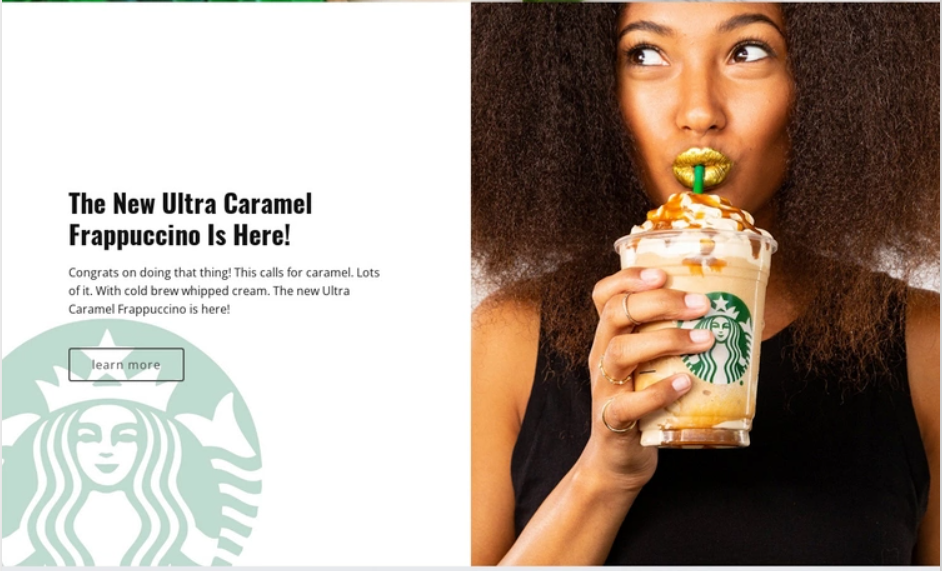 The New Ultra Caramel
Frappuccino Is Here!
Congrats on doing that thing! This calls for caramel. Lots
of it. With cold brew whipped cream. The new Ultra
Caramel Frappuccino is here!
learn more